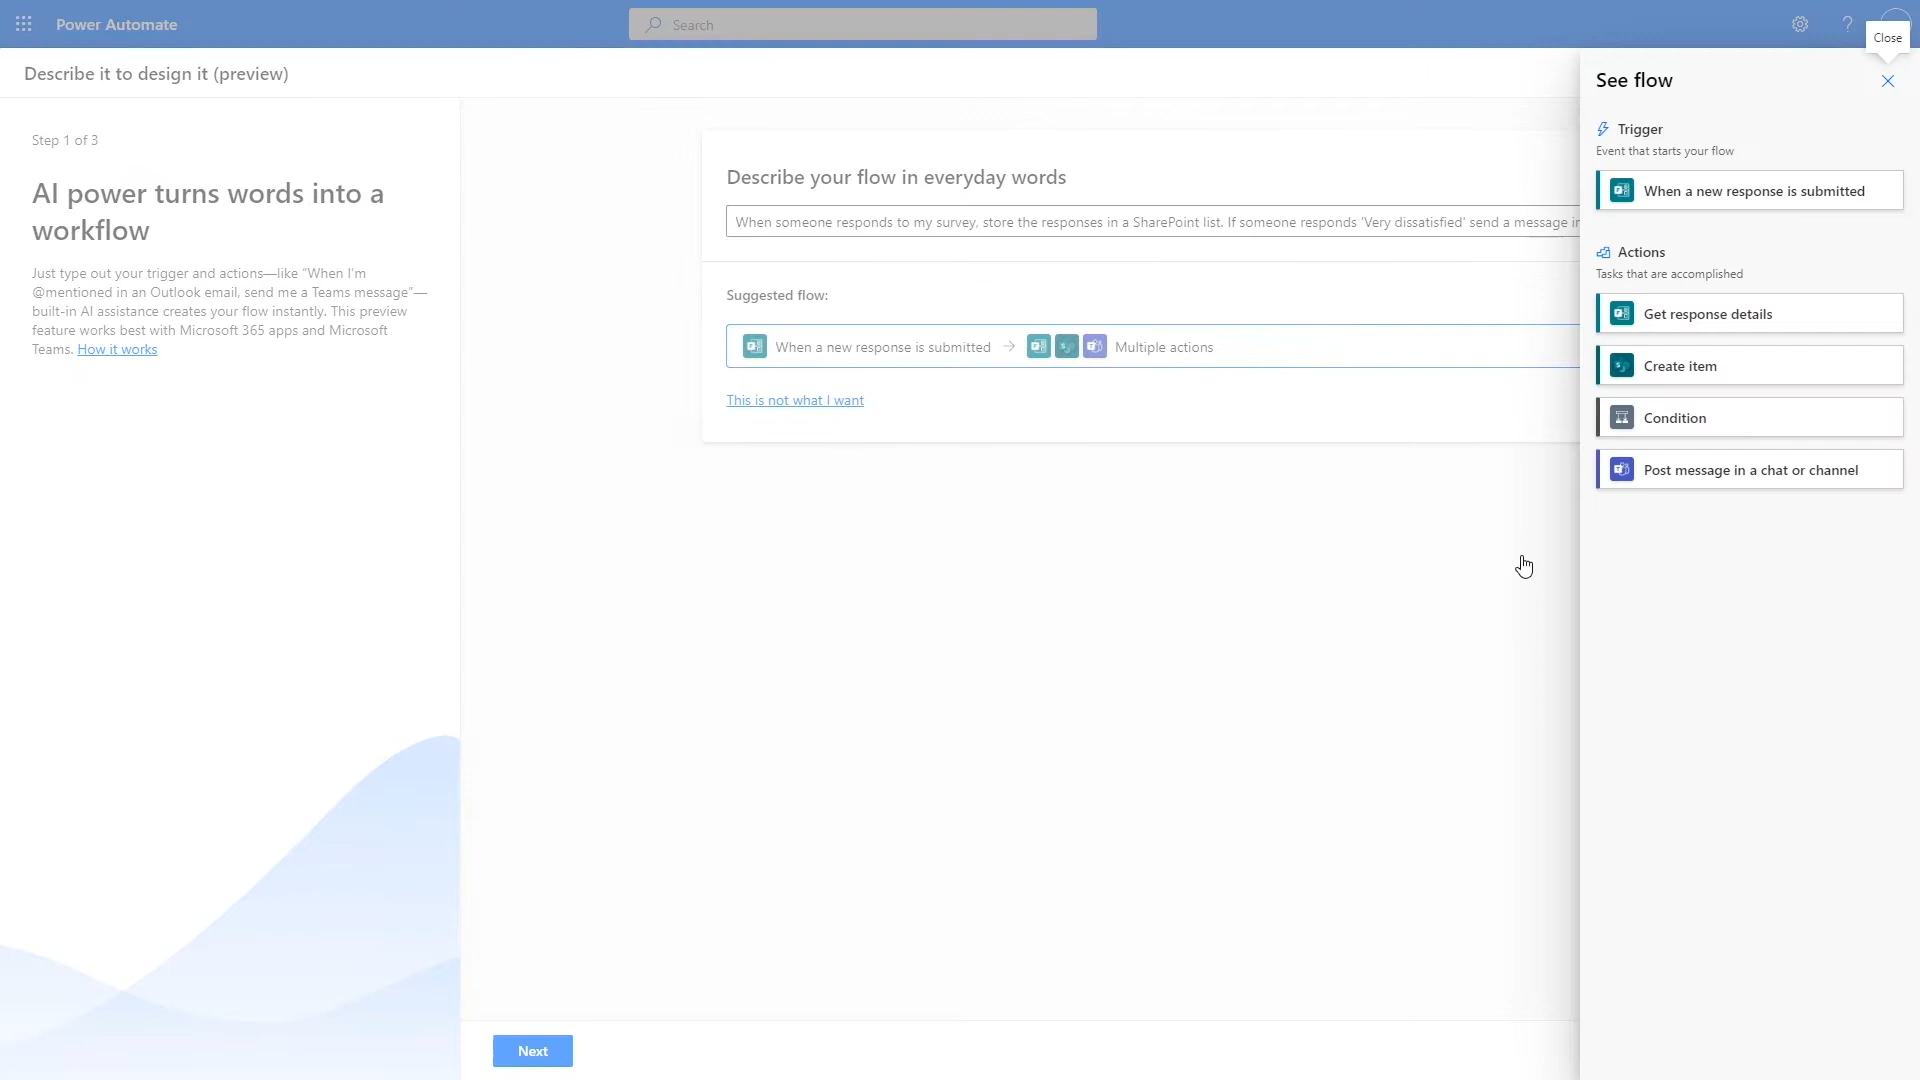 Power Automate
Search
?
Close
Describe it to design it (preview)
Step 1 of 3
AI power turns words into a
workflow
Just type out your trigger and actions—like “When I'm
@mentioned in an Outlook email, send me a Teams message”—
built-in AI assistance creates your flow instantly. This preview
feature works best with Microsoft 365 apps and Microsoft
Teams. How it works
Describe your flow in everyday words
When someone responds to my survey, store the responses in a SharePoint list. If someone responds 'Very dissatisfied' send a message in
Suggested flow:
When a new response is submitted → Multiple actions
This is not what I want
Next
See flow
Trigger
Event that starts your flow
When a new response is submitted
Actions
Tasks that are accomplished
Get response details
Create item
Condition
Post message in a chat or channel